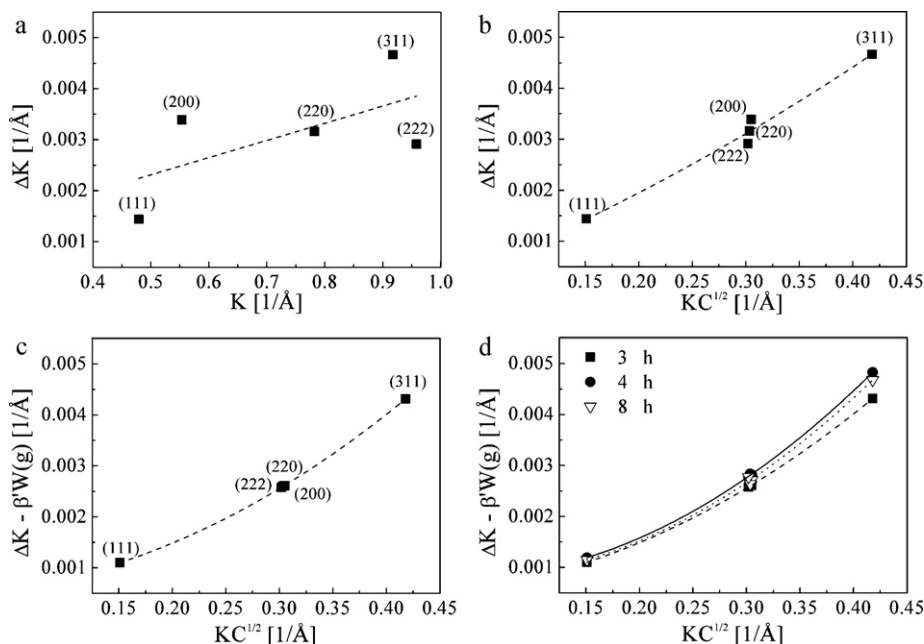 a
ΔK [1/Å]
0.005
0.004
0.003
0.002
0.001
(111)
(200)
(220)
(311)
(222)
0.4 0.5 0.6 0.7 0.8 0.9 1.0
K [1/Å]
b
ΔK [1/Å]
0.005
0.004
0.003
0.002
0.001
(311)
(200)
(220)
(222)
(111)
0.15 0.20 0.25 0.30 0.35 0.40 0.45
KC^1/2 [1/Å]
c
ΔK - β'W(g) [1/Å]
0.005
0.004
0.003
0.002
0.001
(311)
(220)
(222)
(200)
(111)
0.15 0.20 0.25 0.30 0.35 0.40 0.45
KC^1/2 [1/Å]
d
ΔK - β'W(g) [1/Å]
0.005
0.004
0.003
0.002
0.001
3 h
4 h
8 h
0.15 0.20 0.25 0.30 0.35 0.40 0.45
KC^1/2 [1/Å]